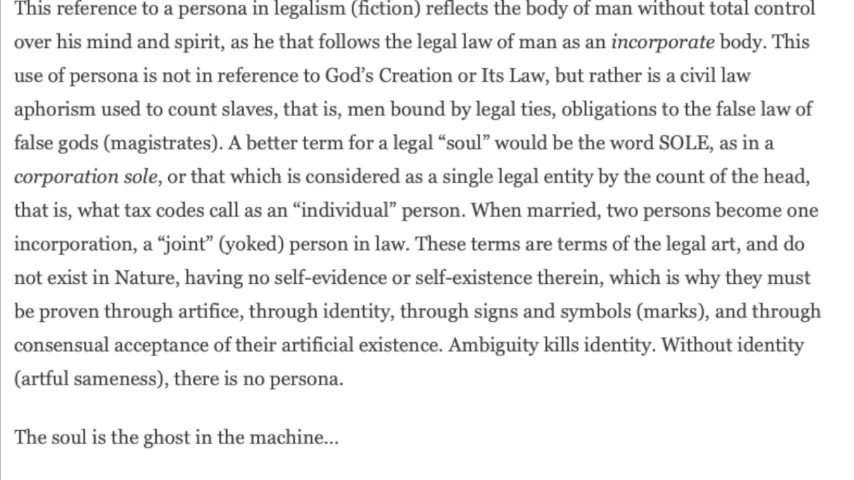 This reference to a persona in legalism (fiction) reflects the body of man without total control
over his mind and spirit, as he that follows the legal law of man as an incorporate body. This
use of persona is not in reference to God’s Creation or Its Law, but rather is a civil law
aphorism used to count slaves, that is, men bound by legal ties, obligations to the false law of
false gods (magistrates). A better term for a legal “soul” would be the word SOLE, as in a
corporation sole, or that which is considered as a single legal entity by the count of the head,
that is, what tax codes call as an “individual” person. When married, two persons become one
incorporation, a “joint” (yoked) person in law. These terms are terms of the legal art, and do
not exist in Nature, having no self-evidence or self-existence therein, which is why they must
be proven through artifice, through identity, through signs and symbols (marks), and through
consensual acceptance of their artificial existence. Ambiguity kills identity. Without identity
(artful sameness), there is no persona.
The soul is the ghost in the machine...